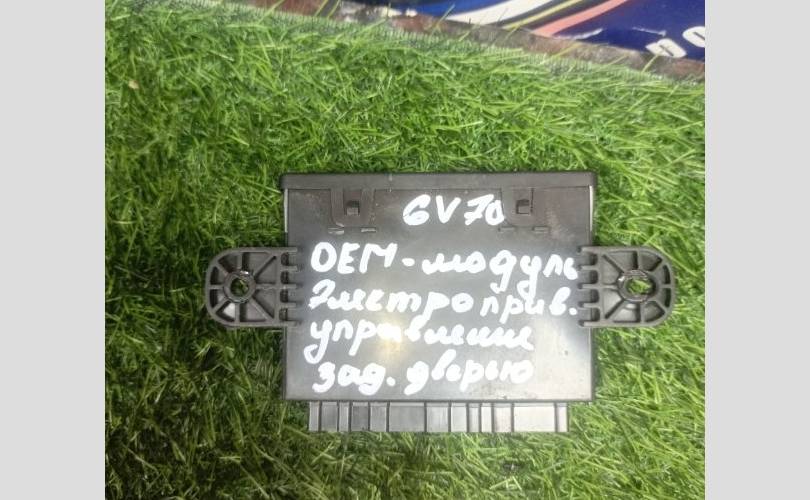 GV70
OEM-модуль
электроприв.
управление
зад. дверью